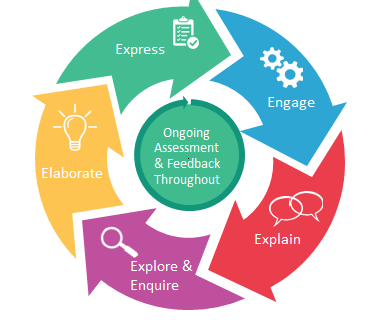 Express
Engage
Explain
Explore &
Enquire
Elaborate
Ongoing
Assessment
& Feedback
Throughout